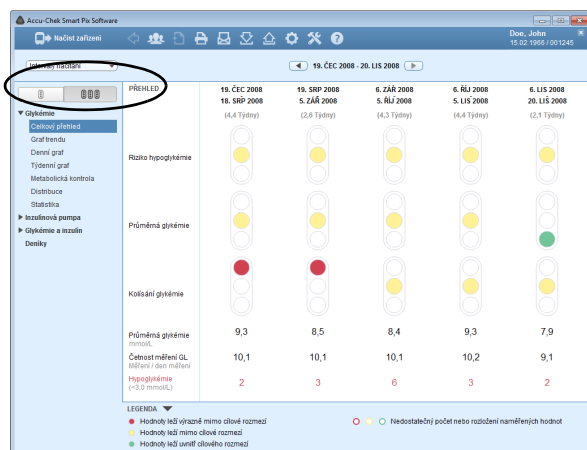 Accu-Chek Smart Pix Software
Načíst zařízení
Doe, John
15.02.1966 / 001245
Intervaly načítání
19. ČEC 2008 - 20. LIS 2008
PŘEHLED
19. ČEC 2008 19. SRP 2008 6. ZÁŘ 2008 6. ŘÍJ 2008 6. LIS 2008
18. SRP 2008 5. ZÁŘ 2008 5. ŘÍJ 2008 5. LIS 2008 20. LIS 2008
(4,4 Týdny) (2,6 Týdny) (4,3 Týdny) (4,4 Týdny) (2,1 Týdny)
Glykémie
Celkový přehled
Graf trendu
Denní graf
Týdenní graf
Metabolická kontrola
Distribuce
Statistika
Inzulínová pumpa
Glykémie a inzulín
Deníky
Riziko hypoglykémie
Průměrná glykémie
Kolísání glykémie
Průměrná glykémie 9,3 8,5 8,4 9,3 7,9
mmol/L
Četnost měření GL 10,1 10,1 10,1 10,2 9,1
Měření / den měření
Hypoglykémie 2 3 6 3 2
(<3,0 mmol/L)
LEGENDA
Hodnoty leží výrazně mimo cílové rozmezí
Nedostatečný počet nebo rozložení naměřených hodnot
Hodnoty leží mimo cílové rozmezí
Hodnoty leží uvnitř cílového rozmezí